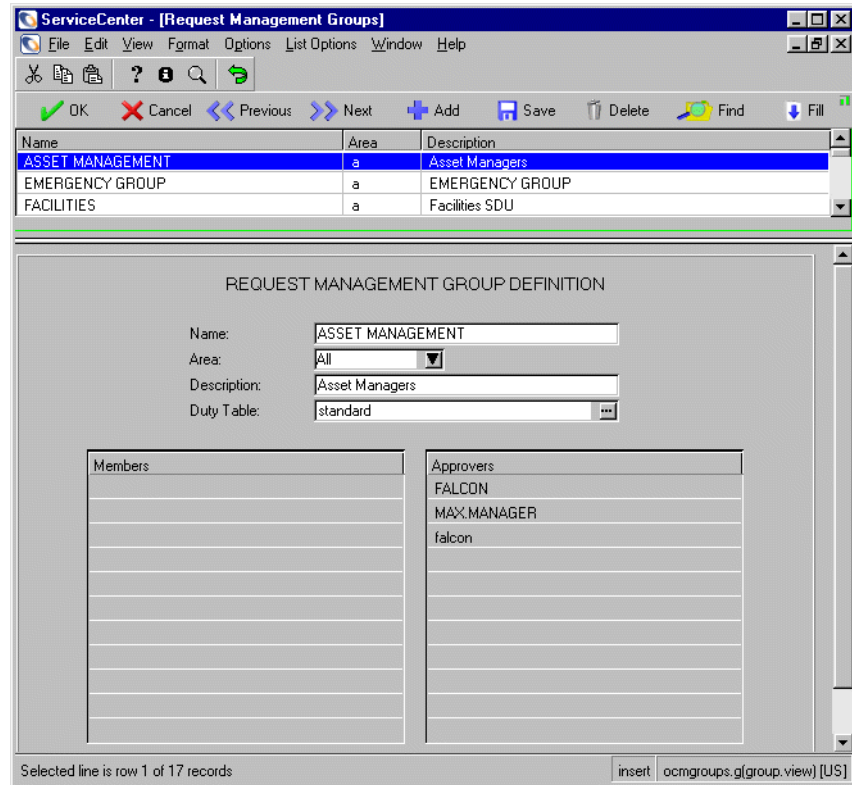 ServiceCenter - [Request Management Groups]
File Edit View Format Options List Options Window Help
OK Cancel Previous Next Add Save Delete Find Fill
Name Area Description
ASSET MANAGEMENT a Asset Managers
EMERGENCY GROUP a EMERGENCY GROUP
FACILITIES a Facilities SDU
REQUEST MANAGEMENT GROUP DEFINITION
Name: ASSET MANAGEMENT
Area: All
Description: Asset Managers
Duty Table: standard
Members Approvers
FALCON
MAX.MANAGER
falcon
Selected line is row 1 of 17 records insert ocmgroups.g(group.view) [US]